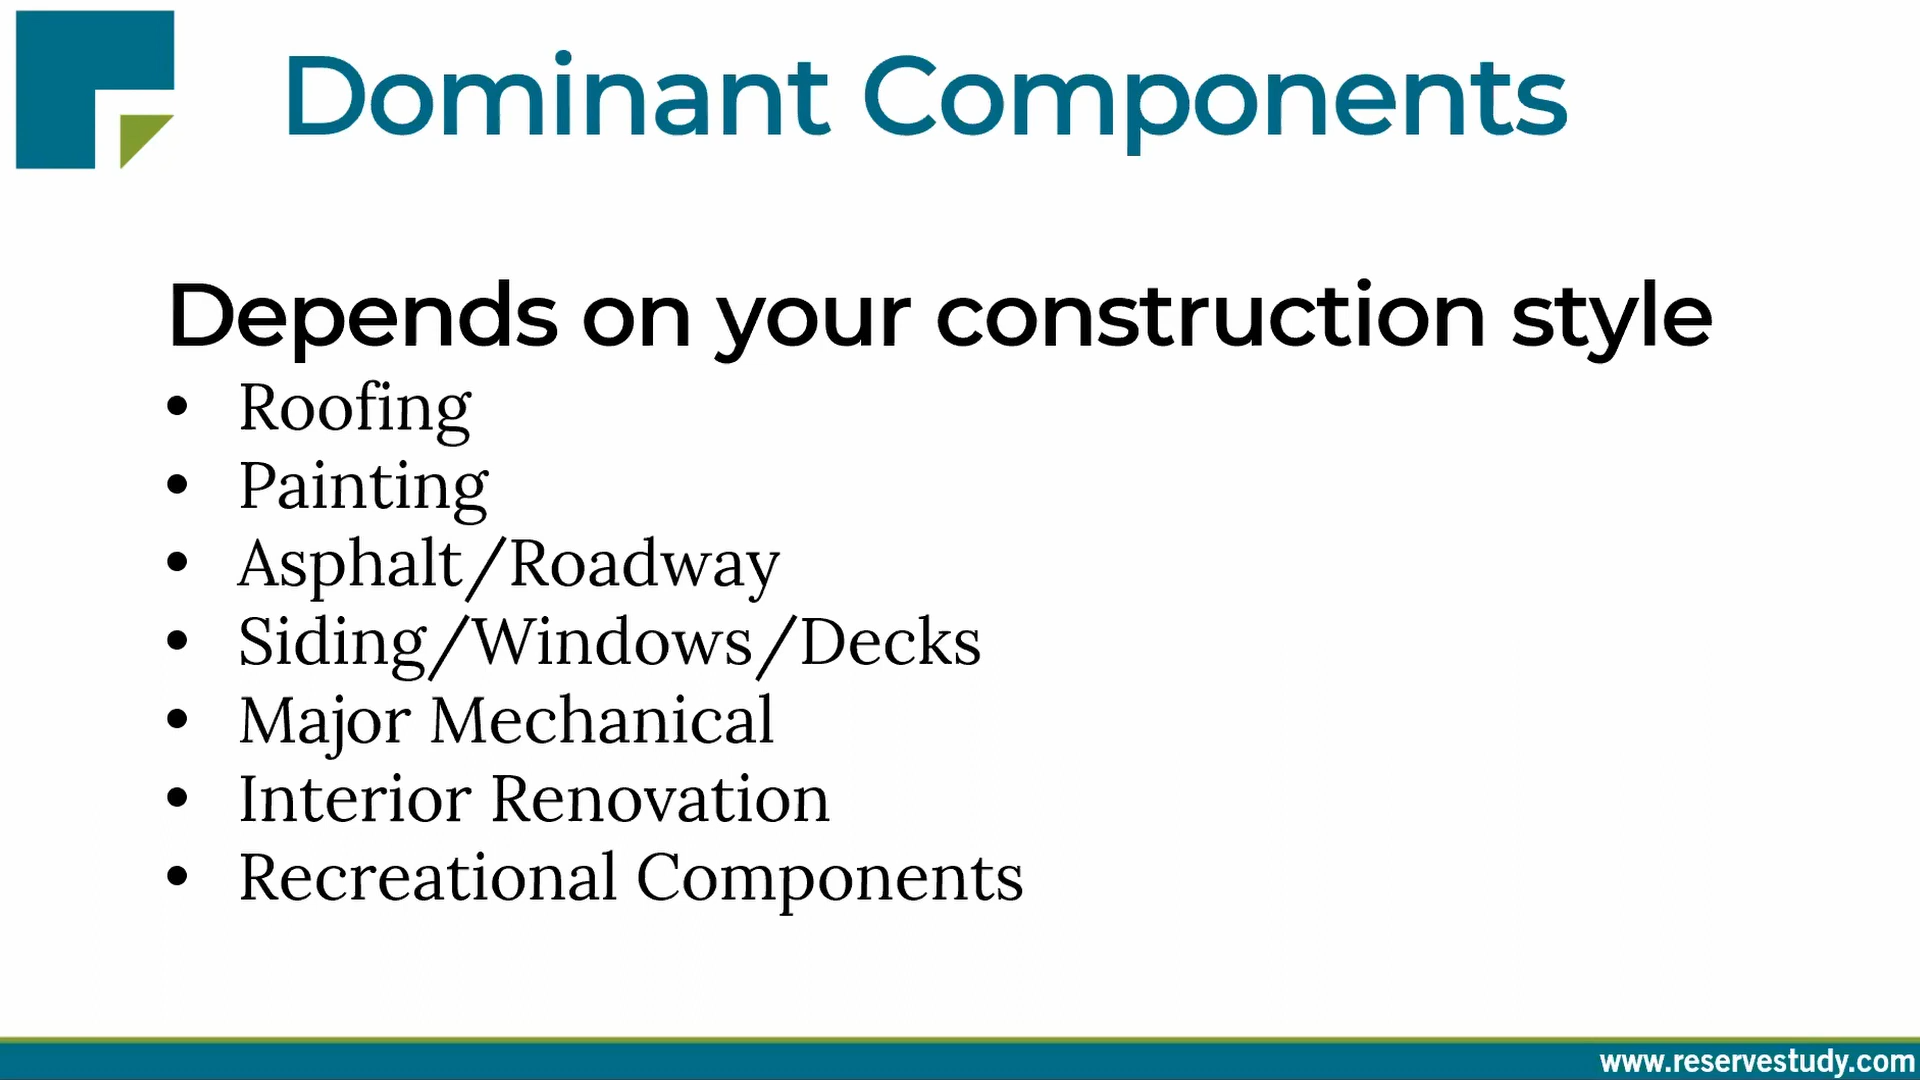 Dominant Components
Depends on your construction style
• Roofing
• Painting
• Asphalt/Roadway
• Siding/Windows/Decks
• Major Mechanical
• Interior Renovation
• Recreational Components
www.reservestudy.com